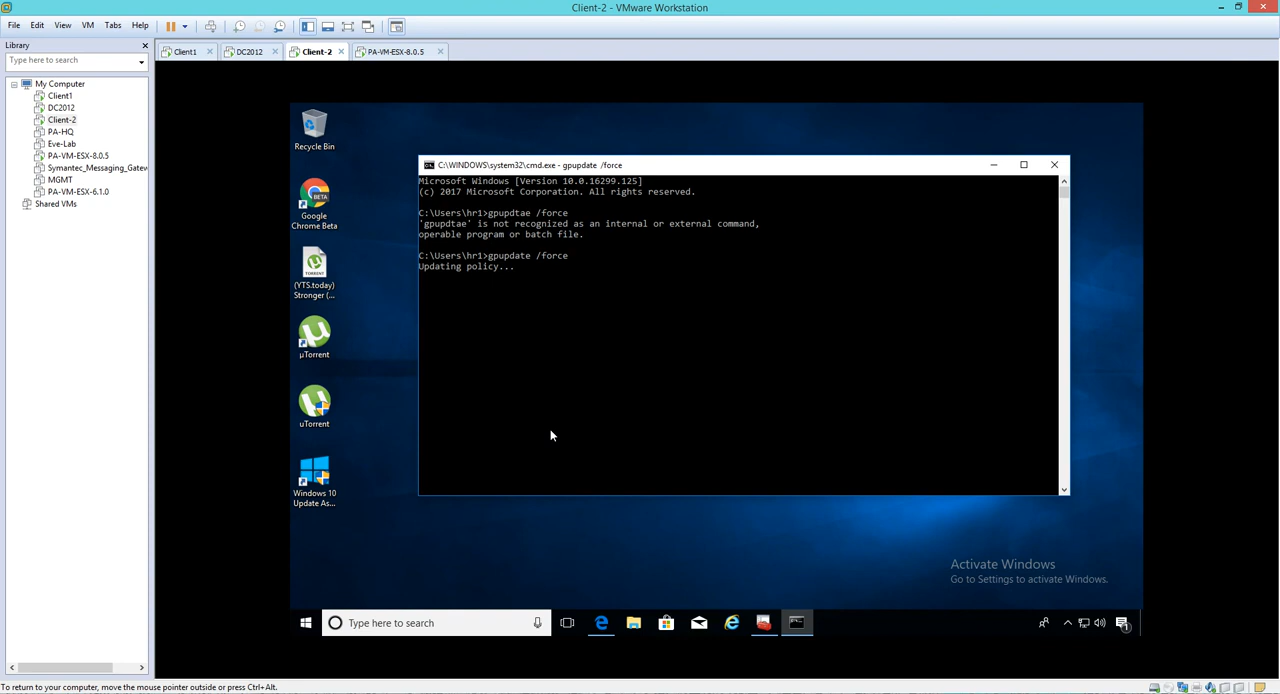 Client-2 - VMware Workstation
File Edit View VM Tabs Help
Library
Type here to search
My Computer
Client1
DC2012
Client-2
PA-HQ
Eve-Lab
PA-VM-ESX-8.0.5
Symantec_Messaging_Gatew
MGMT
PA-VM-ESX-6.1.0
Shared VMs
Client1 DC2012 Client-2 PA-VM-ESX-8.0.5
Recycle Bin
Google
Chrome Beta
TORRENT
(YTS.today)
Stronger (...
µTorrent
uTorrent
Windows 10
Update As...
C:\WINDOWS\system32\cmd.exe - gpupdate /force
Microsoft Windows [Version 10.0.16299.125]
(c) 2017 Microsoft Corporation. All rights reserved.
C:\Users\hr1>gpupdtae /force
'gpupdtae' is not recognized as an internal or external command,
operable program or batch file.
C:\Users\hr1>gpupdate /force
Updating policy...
Activate Windows
Go to Settings to activate Windows.
Type here to search
1
To return to your computer, move the mouse pointer outside or press Ctrl+Alt.